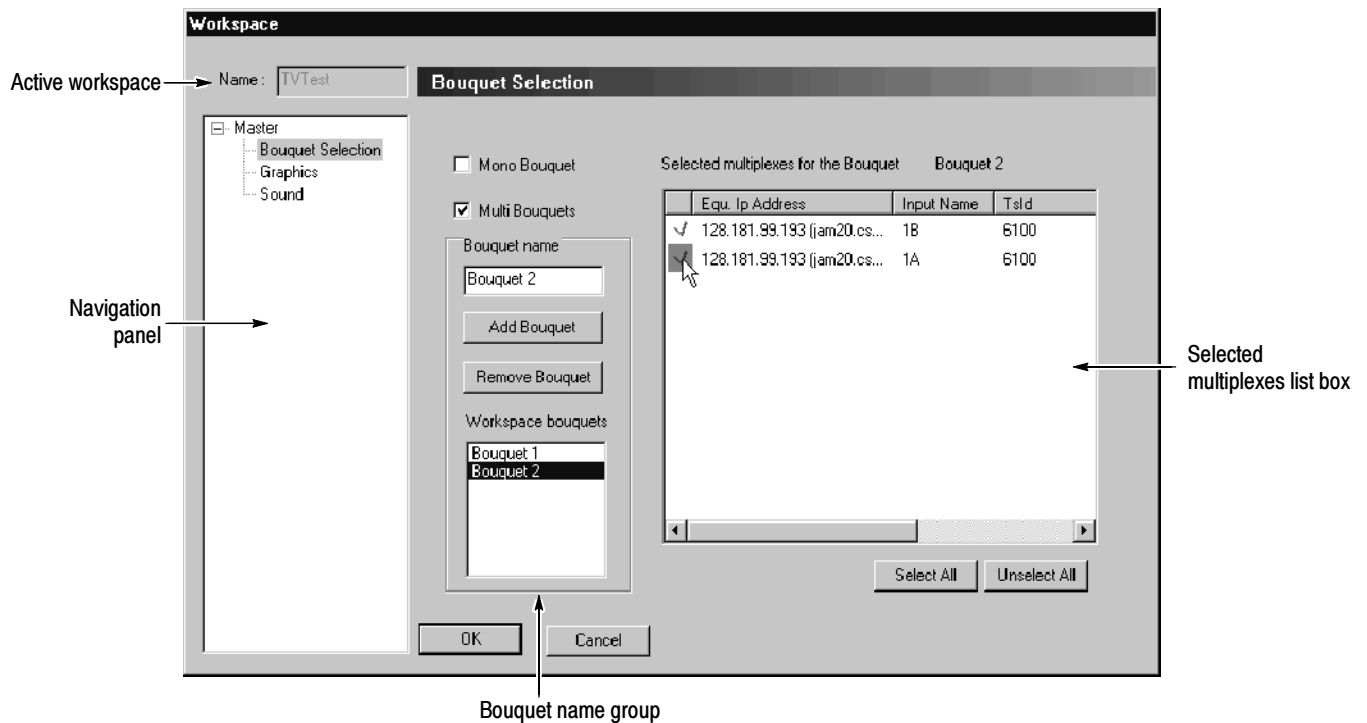 Workspace
Active workspace
Name :
TVTest
Bouquet Selection
Master
Bouquet Selection
Graphics
Sound
Navigation
panel
Mono Bouquet
Multi Bouquets
Bouquet name
Bouquet 2
Add Bouquet
Remove Bouquet
Workspace bouquets
Bouquet 1
Bouquet 2
Selected multiplexes for the Bouquet Bouquet 2
Equ. Ip Address Input Name TsId
128.181.99.193 (jam20.cs... 1B 6100
128.181.99.193 (jam20.cs... 1A 6100
Selected
multiplexes list box
Select All Unselect All
OK Cancel
Bouquet name group